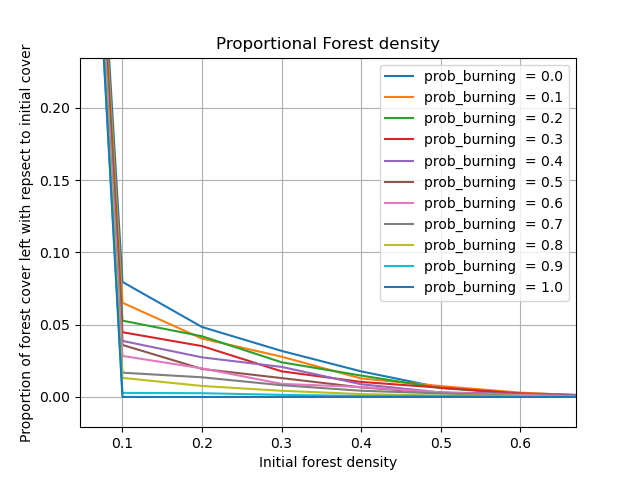 Proportional Forest density
Proportion of forest cover left with repsect to initial cover
0.20
0.15
0.10
0.05
0.00
prob_burning  = 0.0
prob_burning  = 0.1
prob_burning  = 0.2
prob_burning  = 0.3
prob_burning  = 0.4
prob_burning  = 0.5
prob_burning  = 0.6
prob_burning  = 0.7
prob_burning  = 0.8
prob_burning  = 0.9
prob_burning  = 1.0
0.1 0.2 0.3 0.4 0.5 0.6
Initial forest density